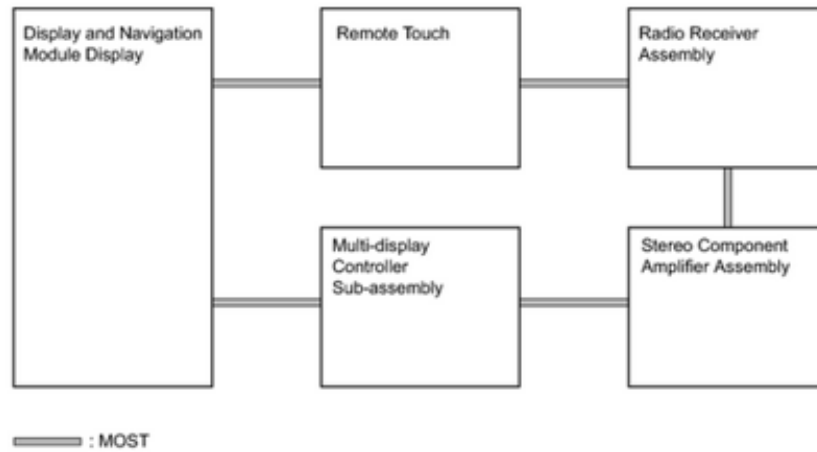 Display and Navigation
Module Display
Remote Touch
Radio Receiver
Assembly
Multi-display
Controller
Sub-assembly
Stereo Component
Amplifier Assembly
: MOST